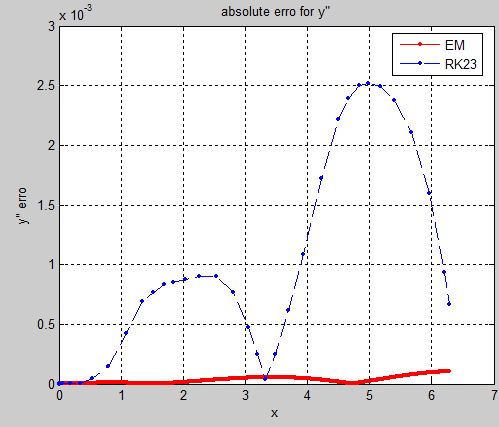 absolute erro for y''
x 10^-3
EM
RK23
3
2.5
2
1.5
1
0.5
0
y'' erro
0 1 2 3 4 5 6 7
x